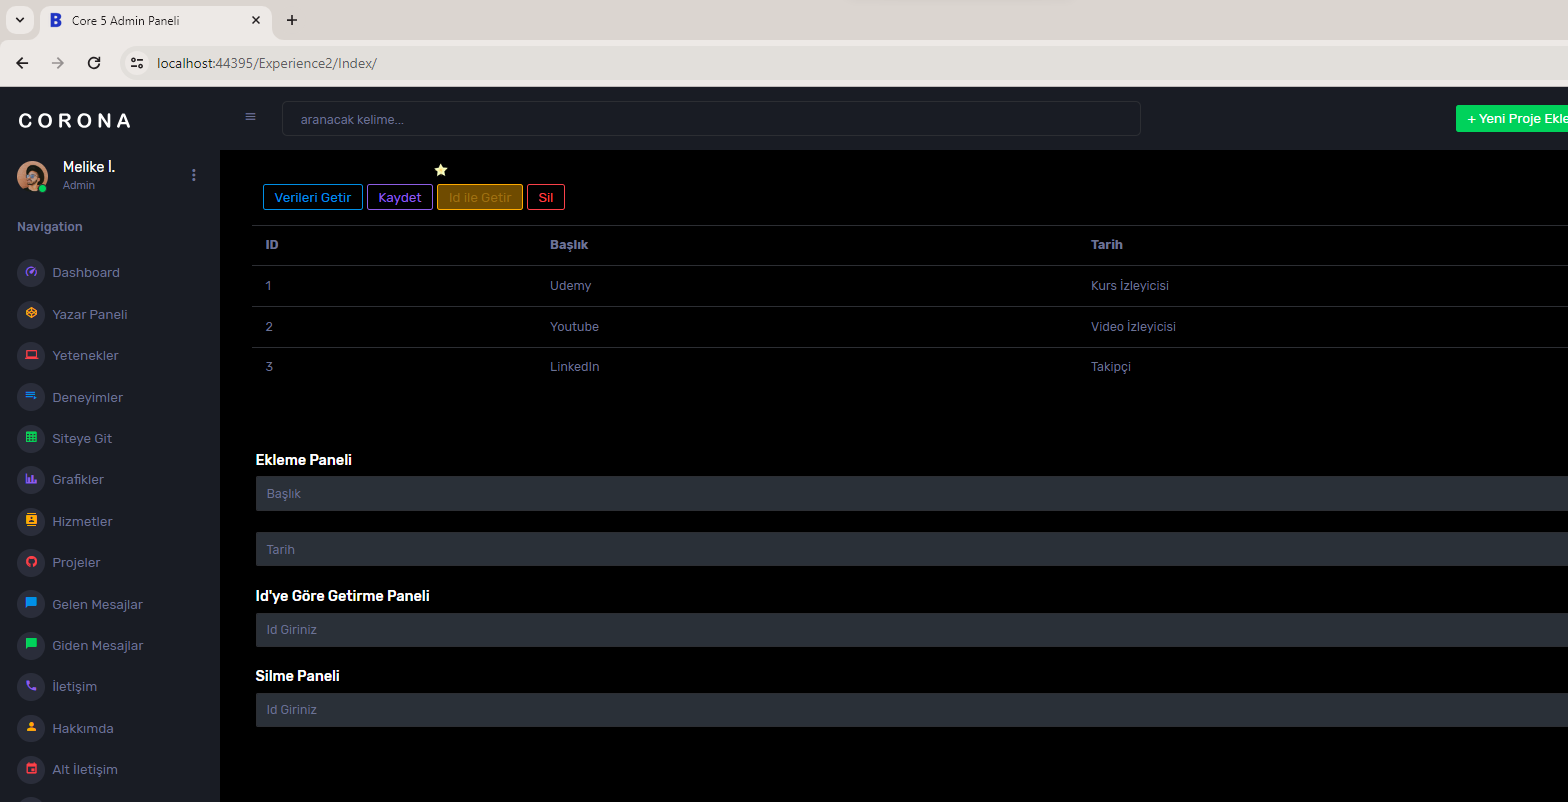 Core 5 Admin Paneli
localhost:44395/Experience2/Index/
CORONA
aranacak kelime...
+ Yeni Proje Ekle
Melike İ.
Admin
Navigation
Dashboard
Yazar Paneli
Yetenekler
Deneyimler
Siteye Git
Grafikler
Hizmetler
Projeler
Gelen Mesajlar
Giden Mesajlar
İletişim
Hakkımda
Alt İletişim
Verileri Getir Kaydet Id ile Getir Sil
ID Başlık Tarih
1 Udemy Kurs İzleyicisi
2 Youtube Video İzleyicisi
3 LinkedIn Takipçi
Ekleme Paneli
Başlık
Tarih
Id'ye Göre Getirme Paneli
Id Giriniz
Silme Paneli
Id Giriniz